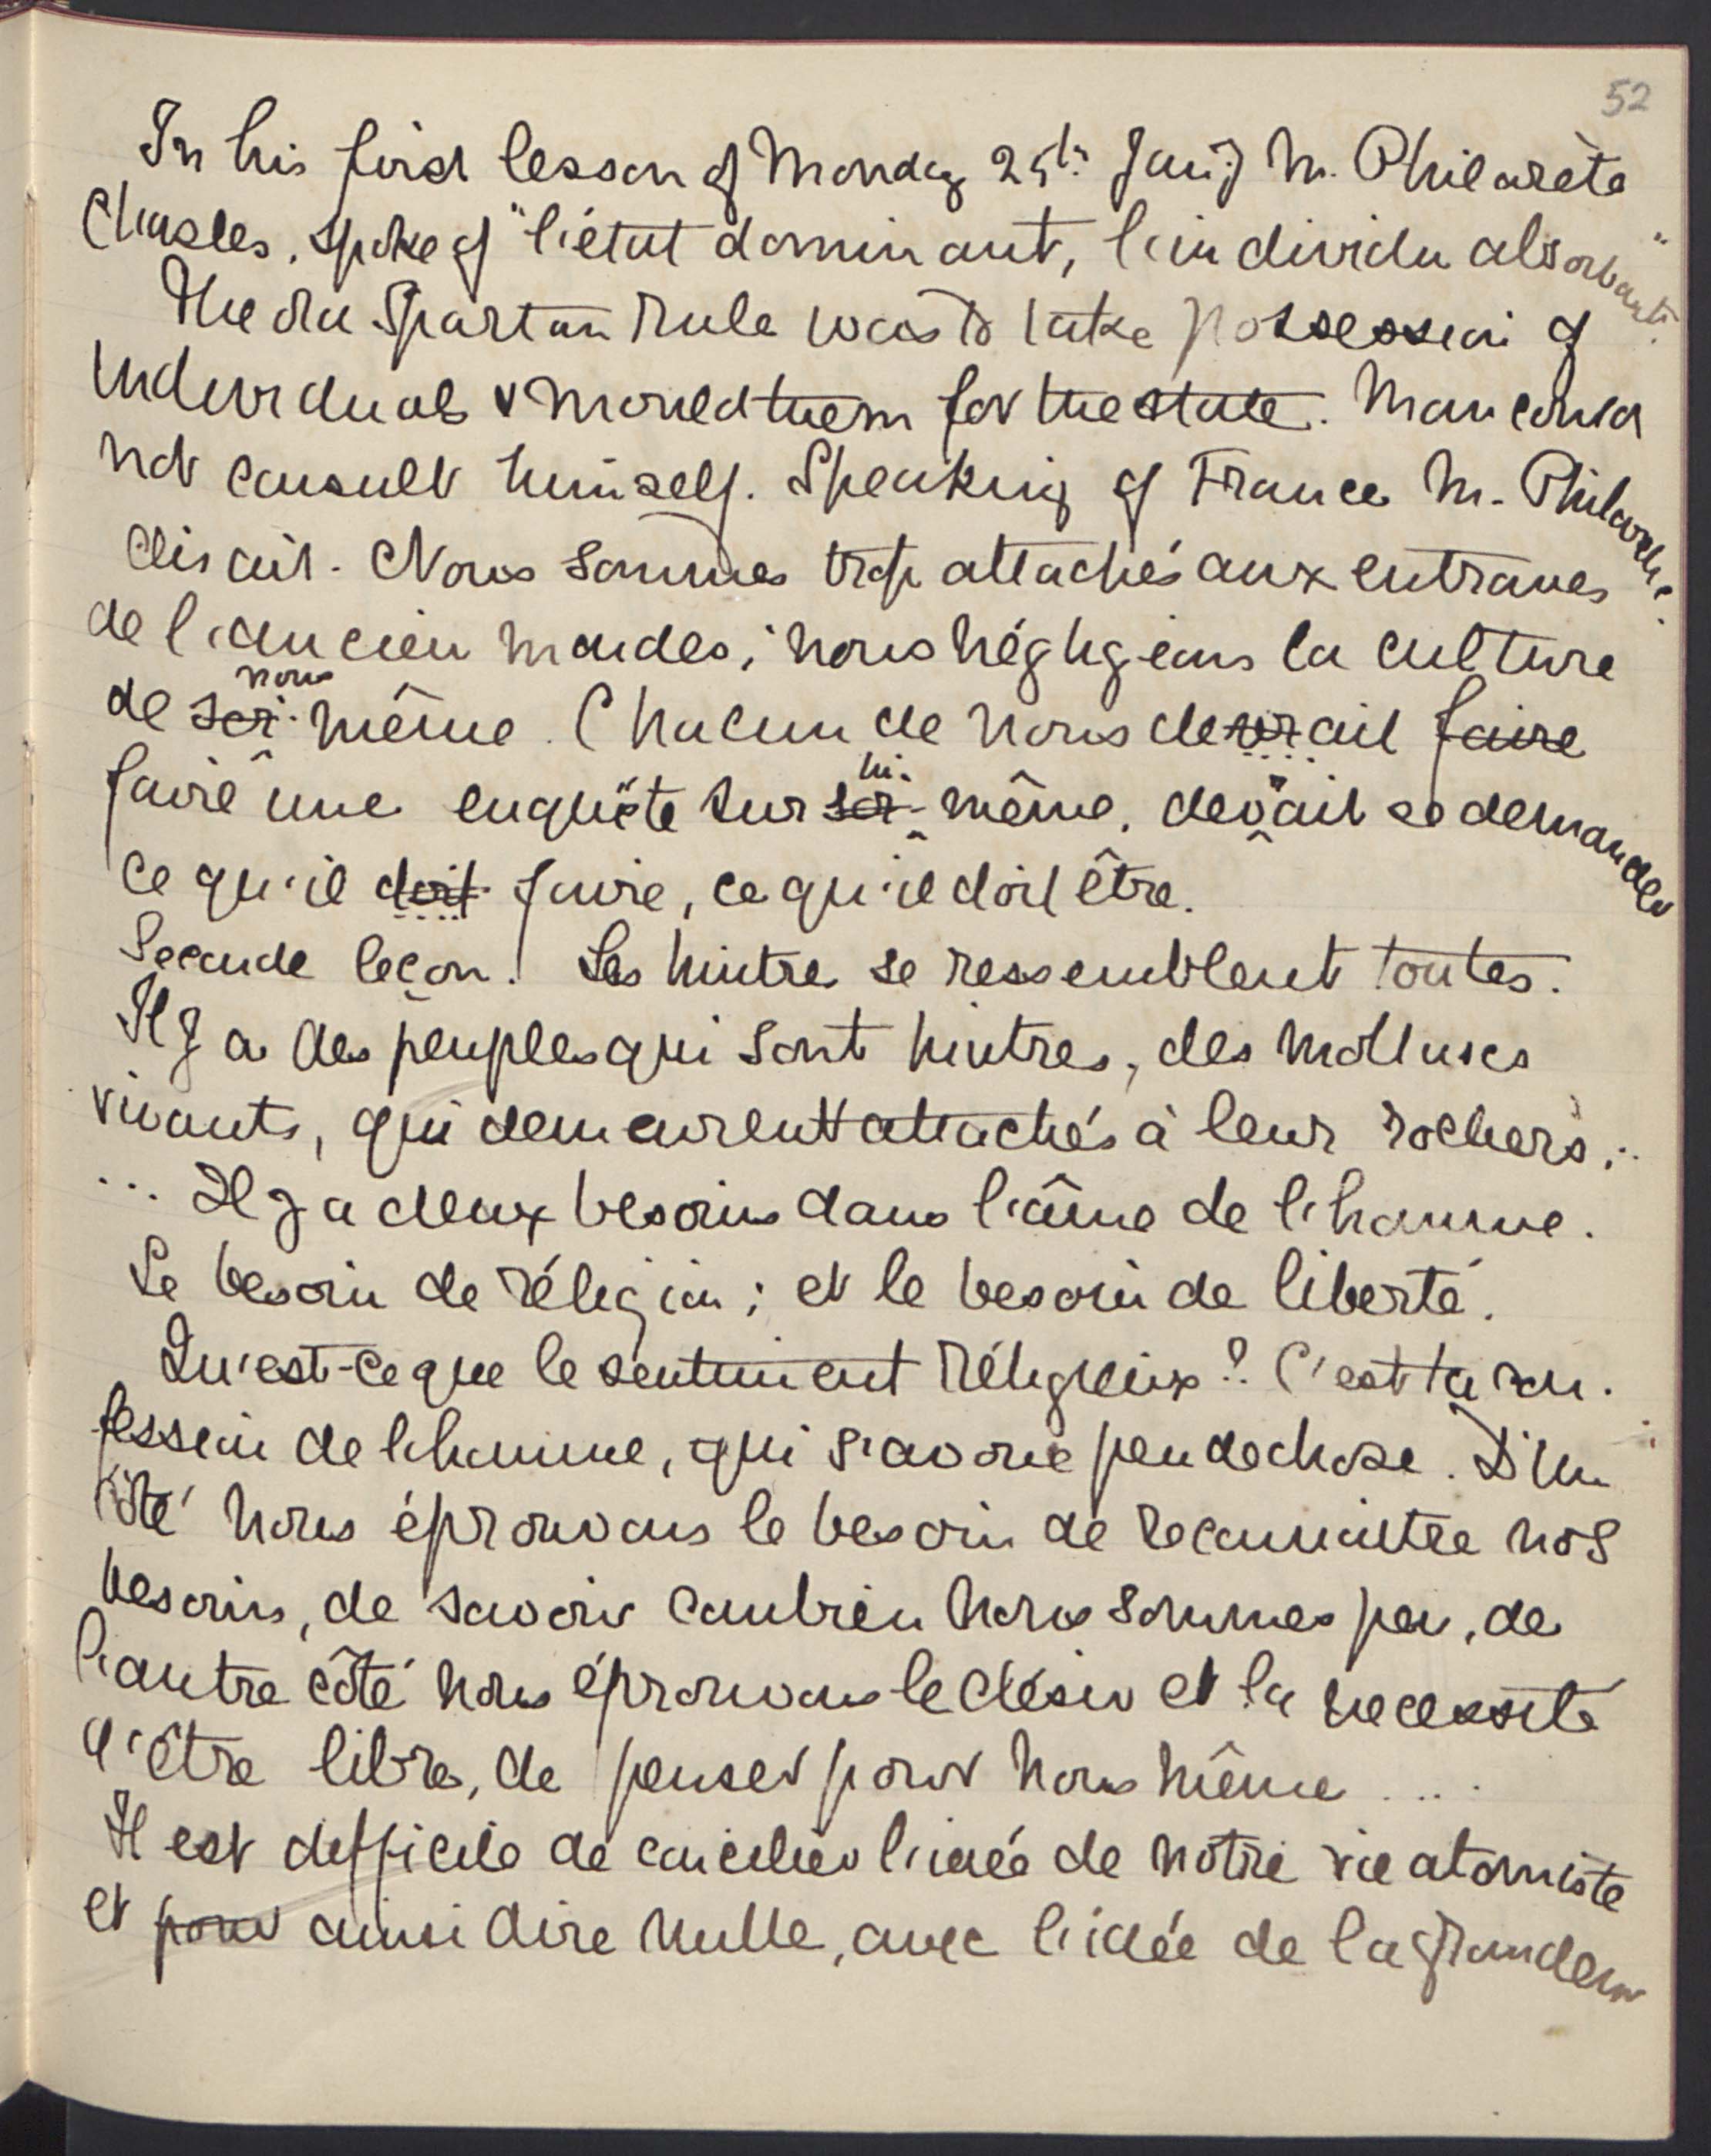 52
In his first lesson of Monday 25th Jany M. Philarète
Chasles, spoke of "l'état dominant, l'individu absorbant".
The old Spartan rule was to take possession of
individuals & mould them for the state. Man could
not consult himself. Speaking of France M. Philarète
disait. Nous sommes trop attachés aux entraves
de l'ancien mondes; nous négligeons la culture
de soi nous même. Chacun de nous devrait faire
faire une enquête sur soi lui-même, devait se demander
ce qu'il doit faire, ce qu'il doit être.
Seconde leçon! Les huitres se ressemblent toutes.
Il y a des peuples qui sont huitres, des mollusces
vivants, qui demeurent attachés à leur rochers...
... Il y a deux besoins dans l'âme de l'homme.
Le besoin de réligion; et le besoin de liberté.
Qu'est-ce que le sentiment réligieux? C'est la con-
fession de l'homme, qui s'avoue peu de chose. D'un
côté nous éprouvons le besoin de reconnaitre nos
besoins, de savoir combien nous sommes peu, de
l'autre côté nous éprouvons le désir et la necessité
d'être libre, de penser pour nous même ....
Il est difficile de concilier l'idée de notre vie atomiste
et pour ainsi dire nulle, avec l'idée de la grandeur